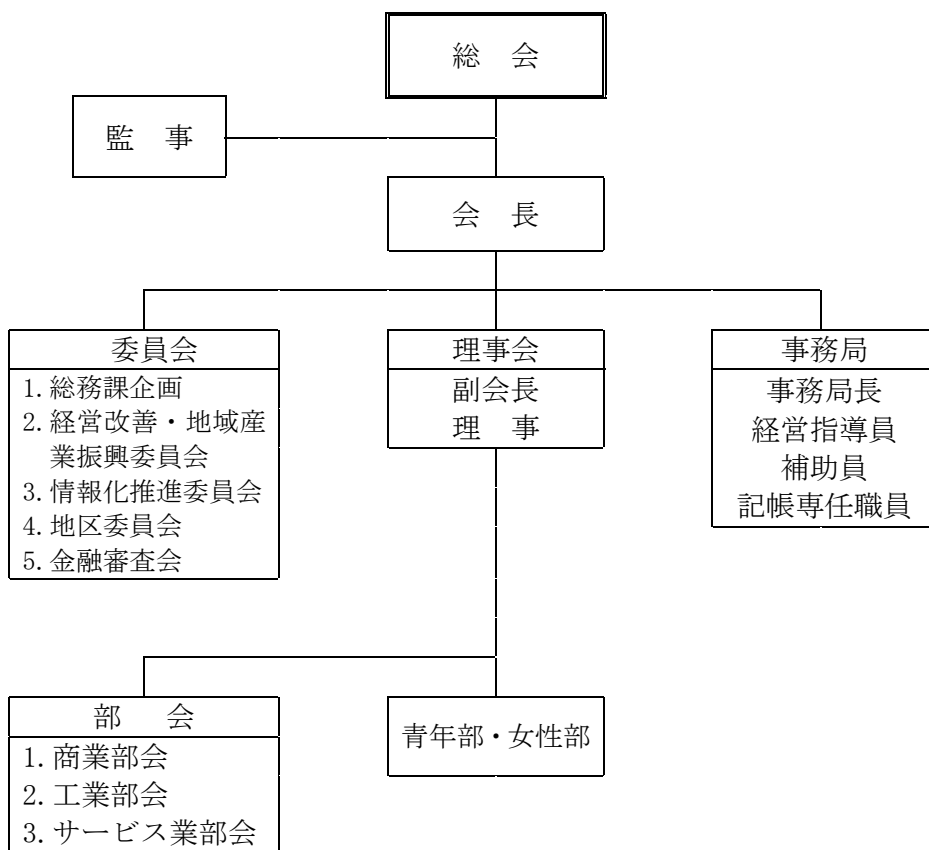 総　会
監　事
会　長
委員会
1. 総務課企画
2. 経営改善・地域産
業振興委員会
3. 情報化推進委員会
4. 地区委員会
5. 金融審査会
理事会
副会長
理　事
事務局
事務局長
経営指導員
補助員
記帳専任職員
部　　会
1. 商業部会
2. 工業部会
3. サービス業部会
青年部・女性部